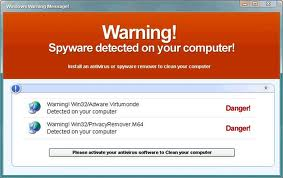 Windows Warning Message!
Warning!
Spyware detected on your computer!
Install an antivirus or spyware remover to clean your computer
Warning! Win32/Adware.Virtumonde
Detected on your computer
Danger!
Warning! Win32/PrivacyRemover.M64
Detected on your computer
Danger!
Please activate your antivirus software to Clean your computer